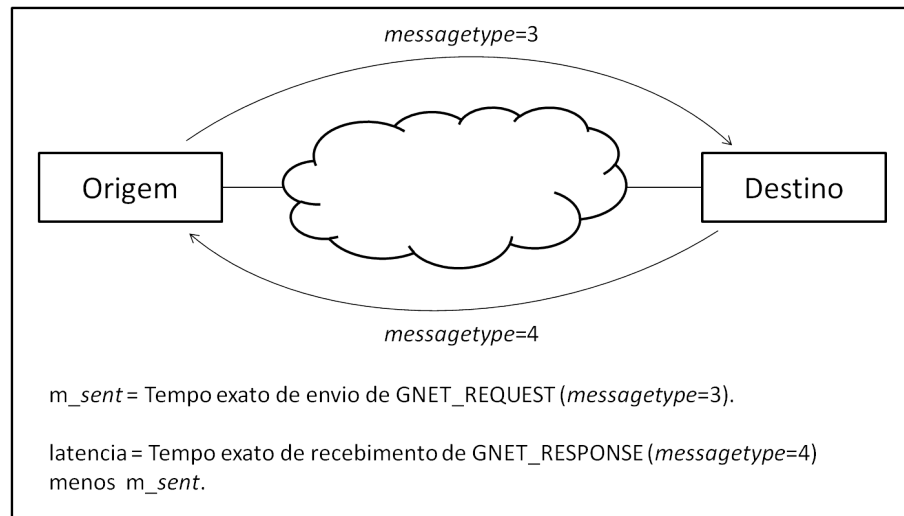 messagetype=3
Origem
Destino
messagetype=4
m_sent = Tempo exato de envio de GNET_REQUEST (messagetype=3).
latencia = Tempo exato de recebimento de GNET_RESPONSE (messagetype=4)
menos m_sent.